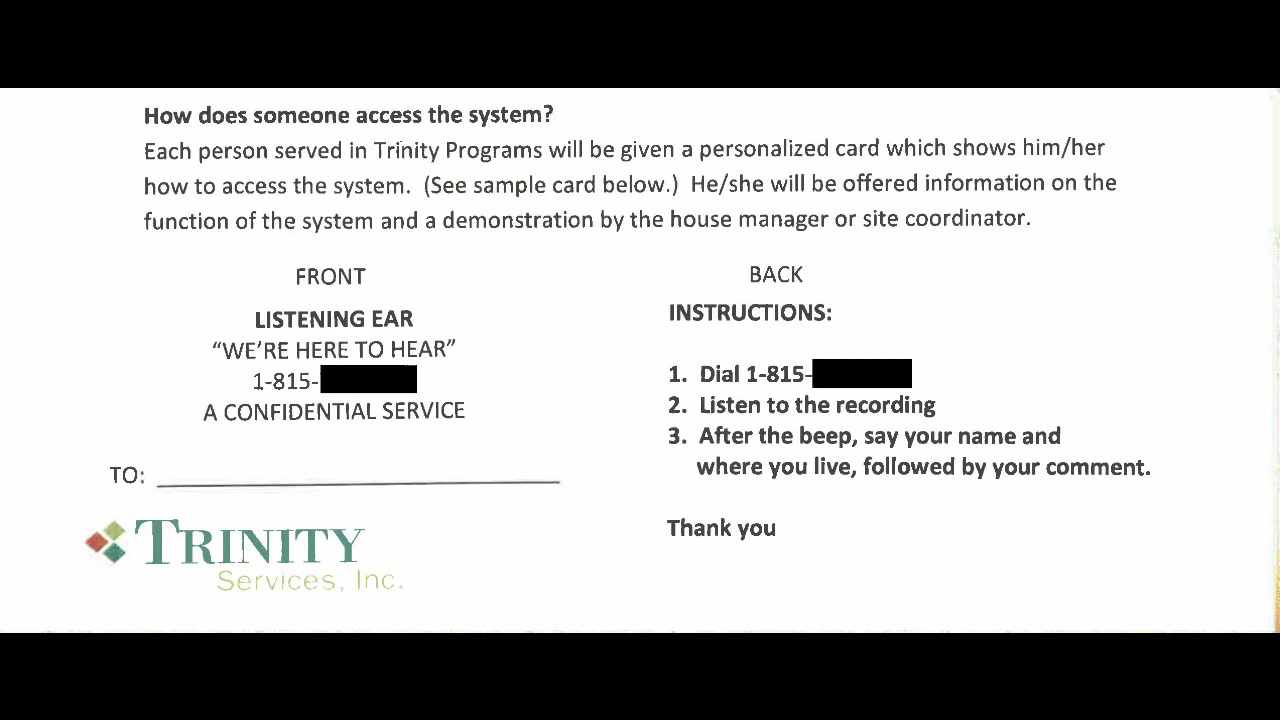 How does someone access the system?
Each person served in Trinity Programs will be given a personalized card which shows him/her
how to access the system. (See sample card below.) He/she will be offered information on the
function of the system and a demonstration by the house manager or site coordinator.
FRONT
LISTENING EAR
"WE'RE HERE TO HEAR"
1-815-
A CONFIDENTIAL SERVICE
TO:
TRINITY
Services, Inc.
BACK
INSTRUCTIONS:
1. Dial 1-815-
2. Listen to the recording
3. After the beep, say your name and
where you live, followed by your comment.
Thank you